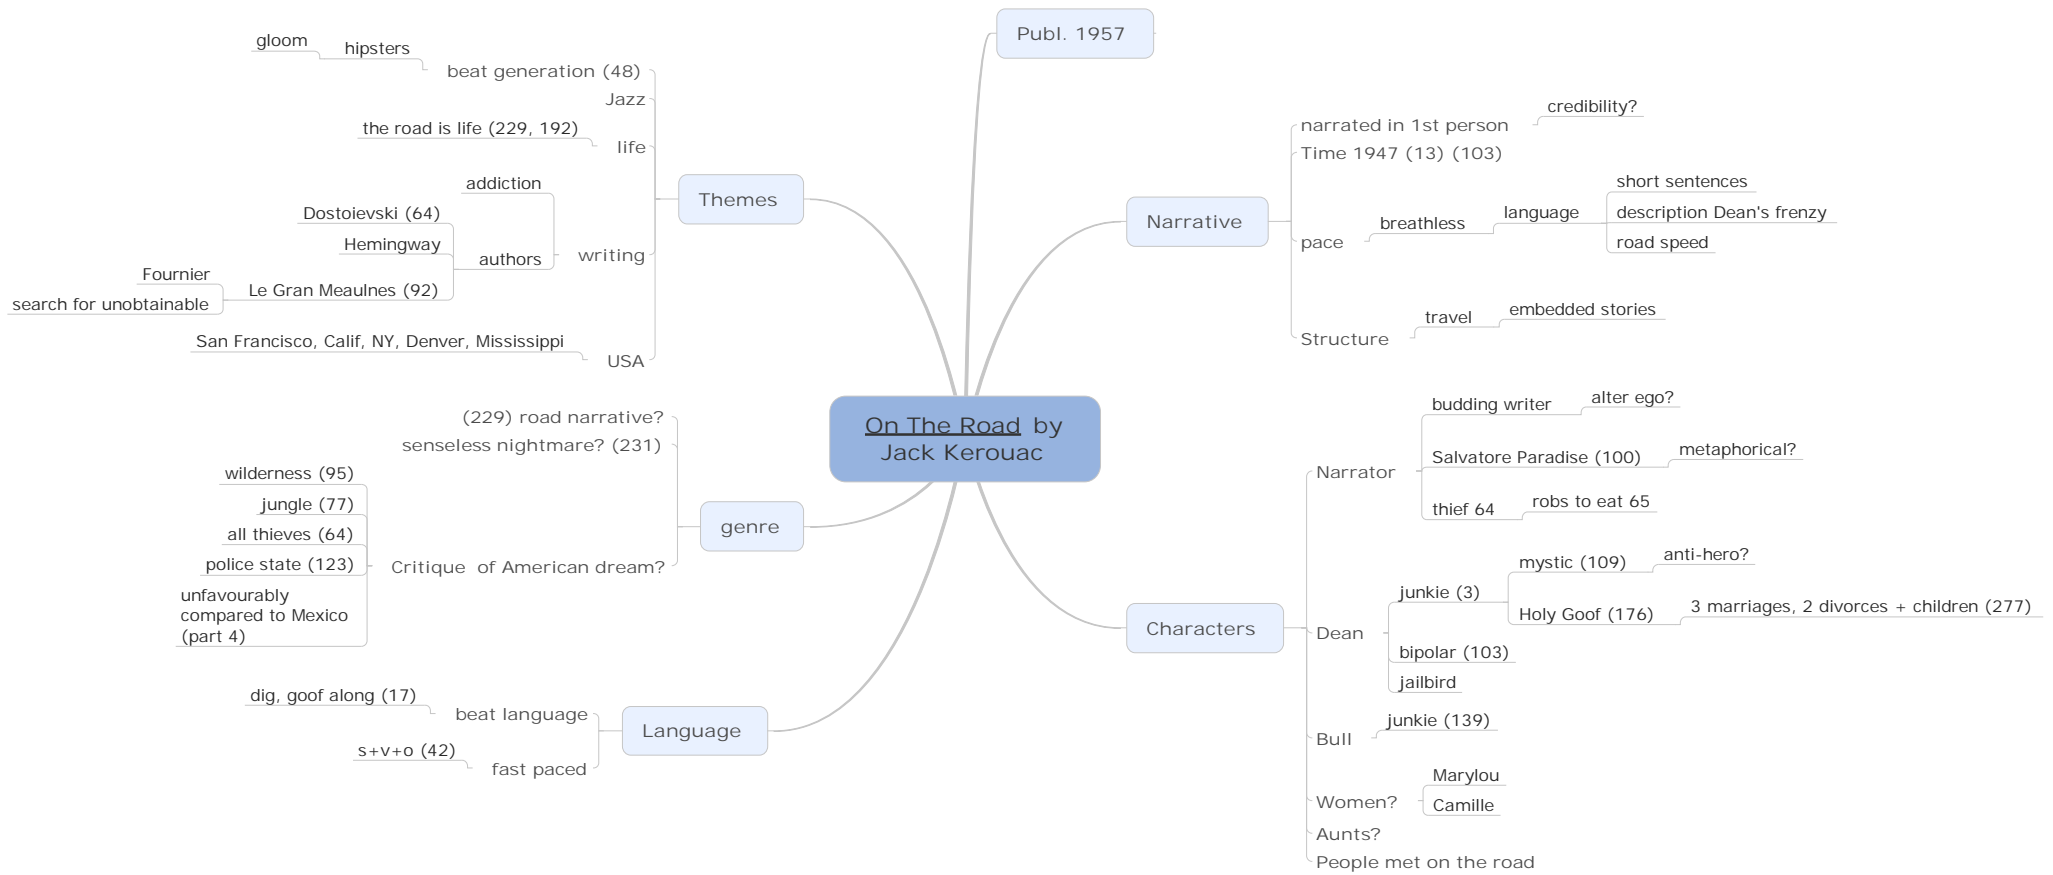 On The Road by
Jack Kerouac
Publ. 1957
Narrative
narrated in 1st person
credibility?
Time 1947 (13) (103)
pace
breathless
language
short sentences
description Dean's frenzy
road speed
Structure
travel
embedded stories
Characters
Narrator
budding writer
alter ego?
Salvatore Paradise (100)
metaphorical?
thief 64
robs to eat 65
Dean
junkie (3)
mystic (109)
anti-hero?
Holy Goof (176)
3 marriages, 2 divorces + children (277)
bipolar (103)
jailbird
Bull
junkie (139)
Women?
Marylou
Camille
Aunts?
People met on the road
Themes
beat generation (48)
hipsters
gloom
Jazz
life
the road is life (229, 192)
writing
addiction
authors
Dostoievski (64)
Hemingway
Le Gran Meaulnes (92)
Fournier
search for unobtainable
USA
San Francisco, Calif, NY, Denver, Mississippi
genre
(229) road narrative?
senseless nightmare? (231)
Critique of American dream?
wilderness (95)
jungle (77)
all thieves (64)
police state (123)
unfavourably
compared to Mexico
(part 4)
Language
beat language
dig, goof along (17)
fast paced
s+v+o (42)